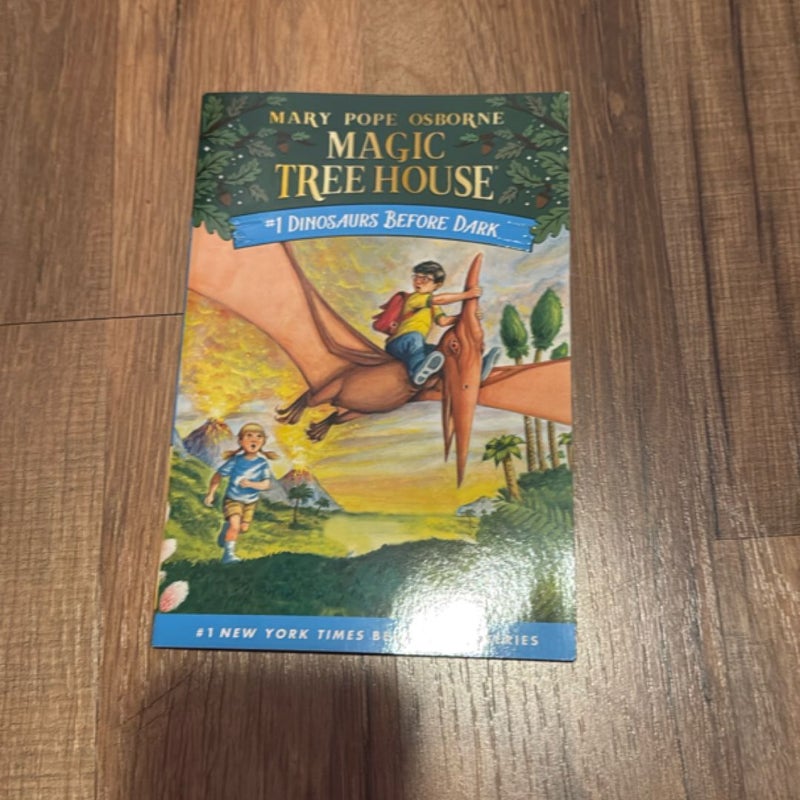 MARY POPE OSBORNE
MAGIC
TREE HOUSE
#1 DINOSAURS BEFORE DARK
#1 NEW YORK TIMES